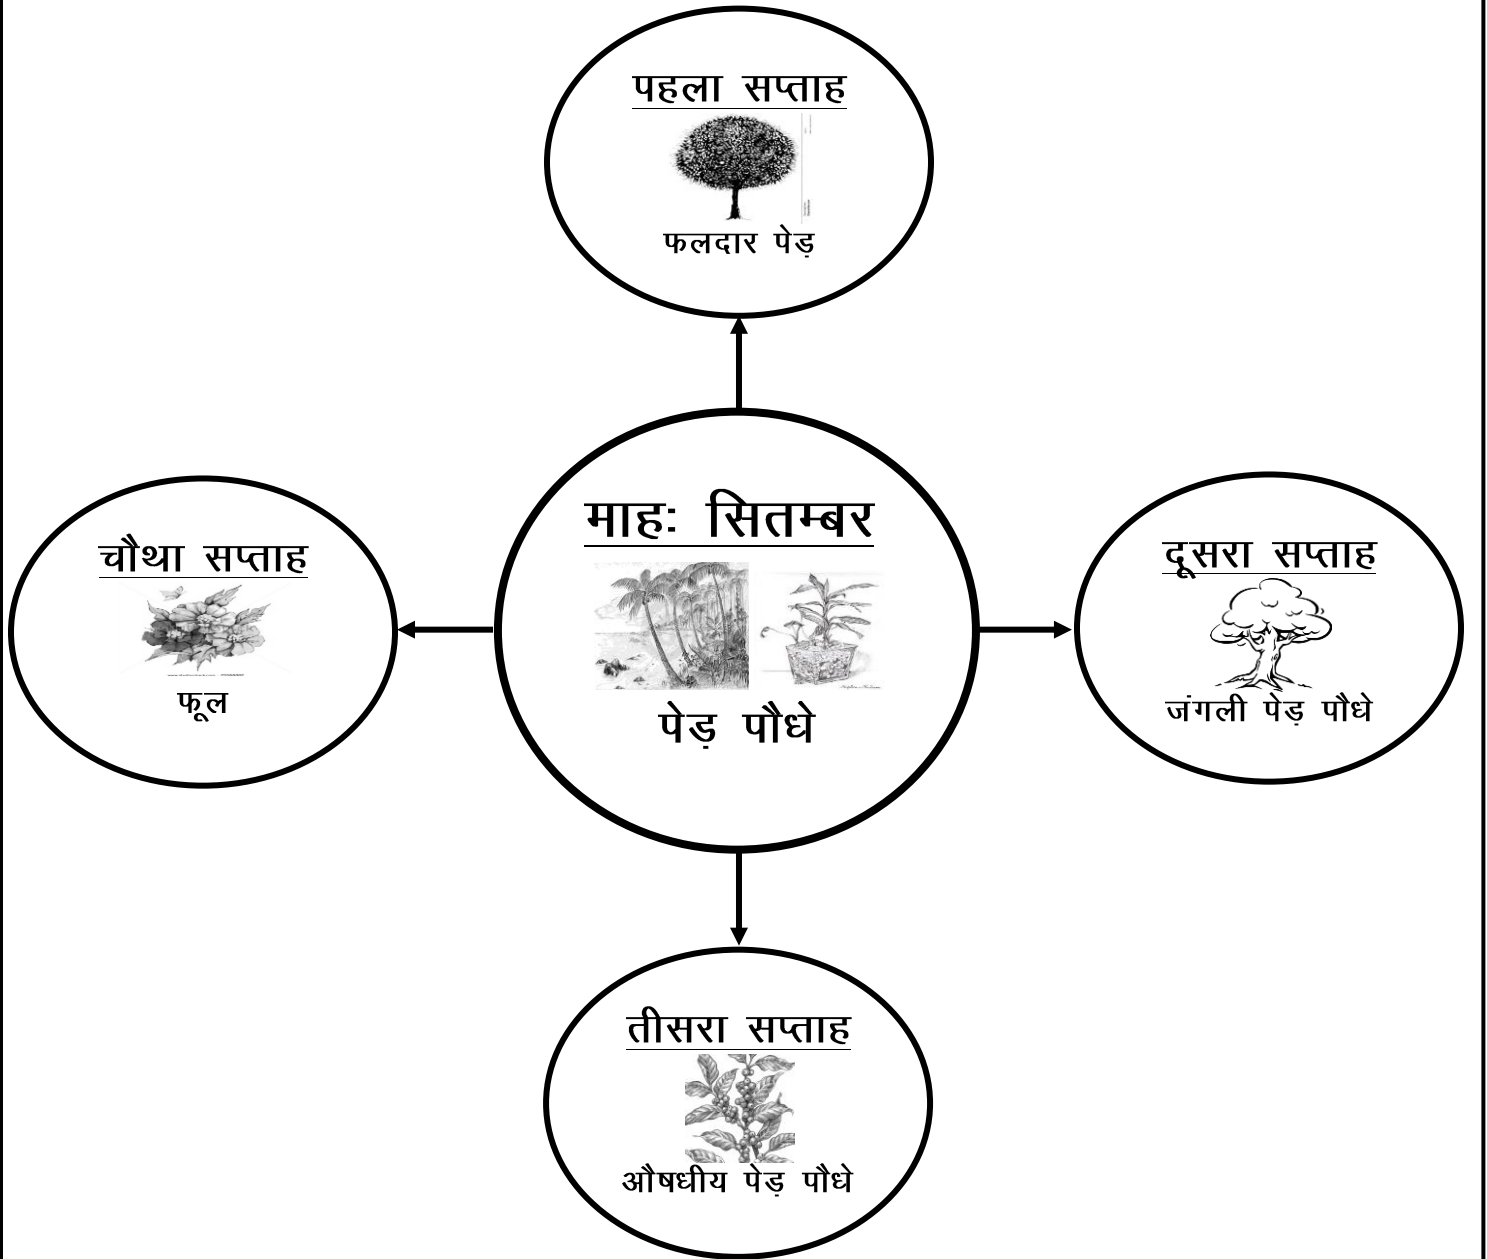 पहला सप्ताह
फलदार पेड़
माहः सितम्बर
पेड़ पौधे
चौथा सप्ताह
फूल
दूसरा सप्ताह
जंगली पेड़ पौधे
तीसरा सप्ताह
औषधीय पेड़ पौधे